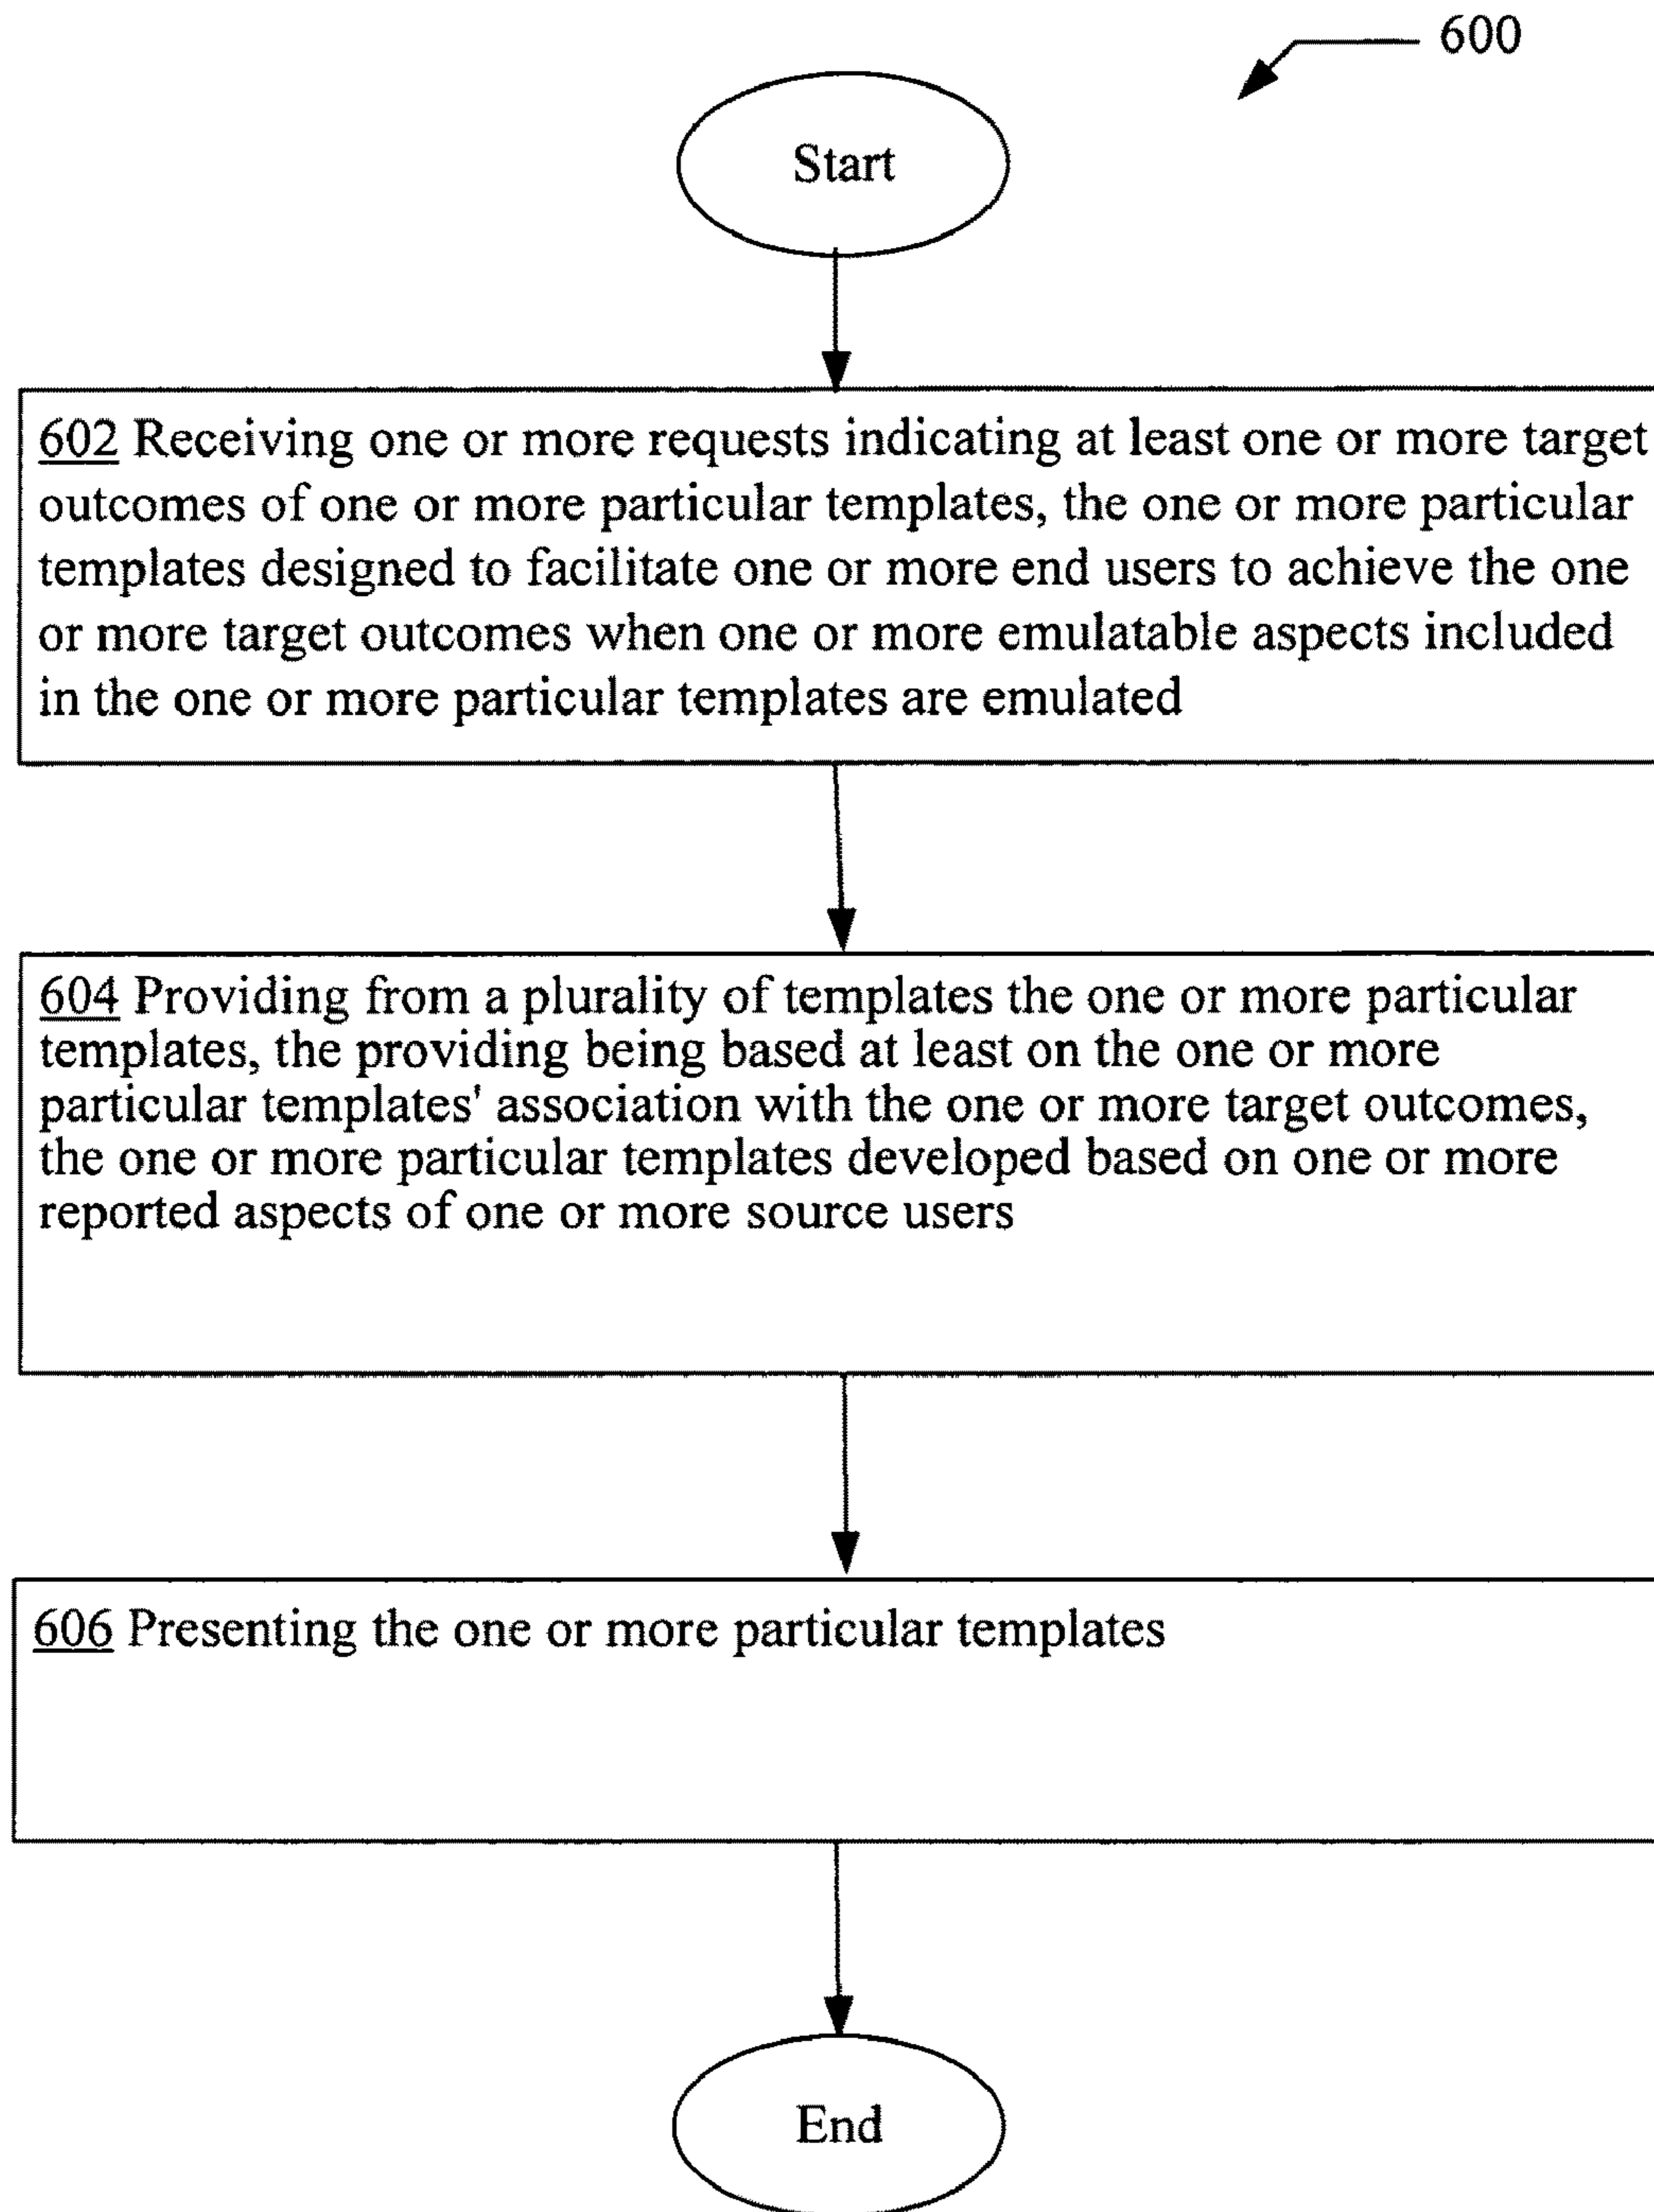 600
Start
602 Receiving one or more requests indicating at least one or more target
outcomes of one or more particular templates, the one or more particular
templates designed to facilitate one or more end users to achieve the one
or more target outcomes when one or more emulatable aspects included
in the one or more particular templates are emulated
604 Providing from a plurality of templates the one or more particular
templates, the providing being based at least on the one or more
particular templates' association with the one or more target outcomes,
the one or more particular templates developed based on one or more
reported aspects of one or more source users
606 Presenting the one or more particular templates
End